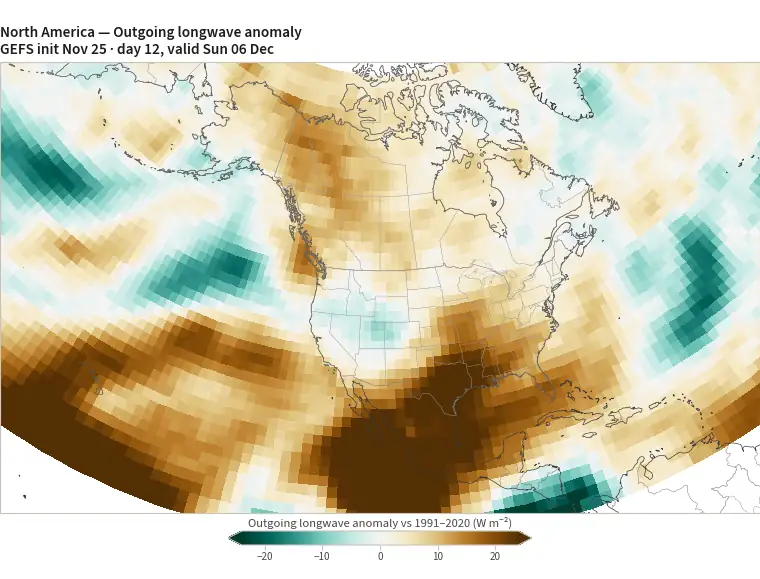 North America — Outgoing longwave anomaly
GEFS init Nov 25 · day 12, valid Sun 06 Dec
Outgoing longwave anomaly vs 1991–2020 (W m⁻²)
−20 −10 0 10 20